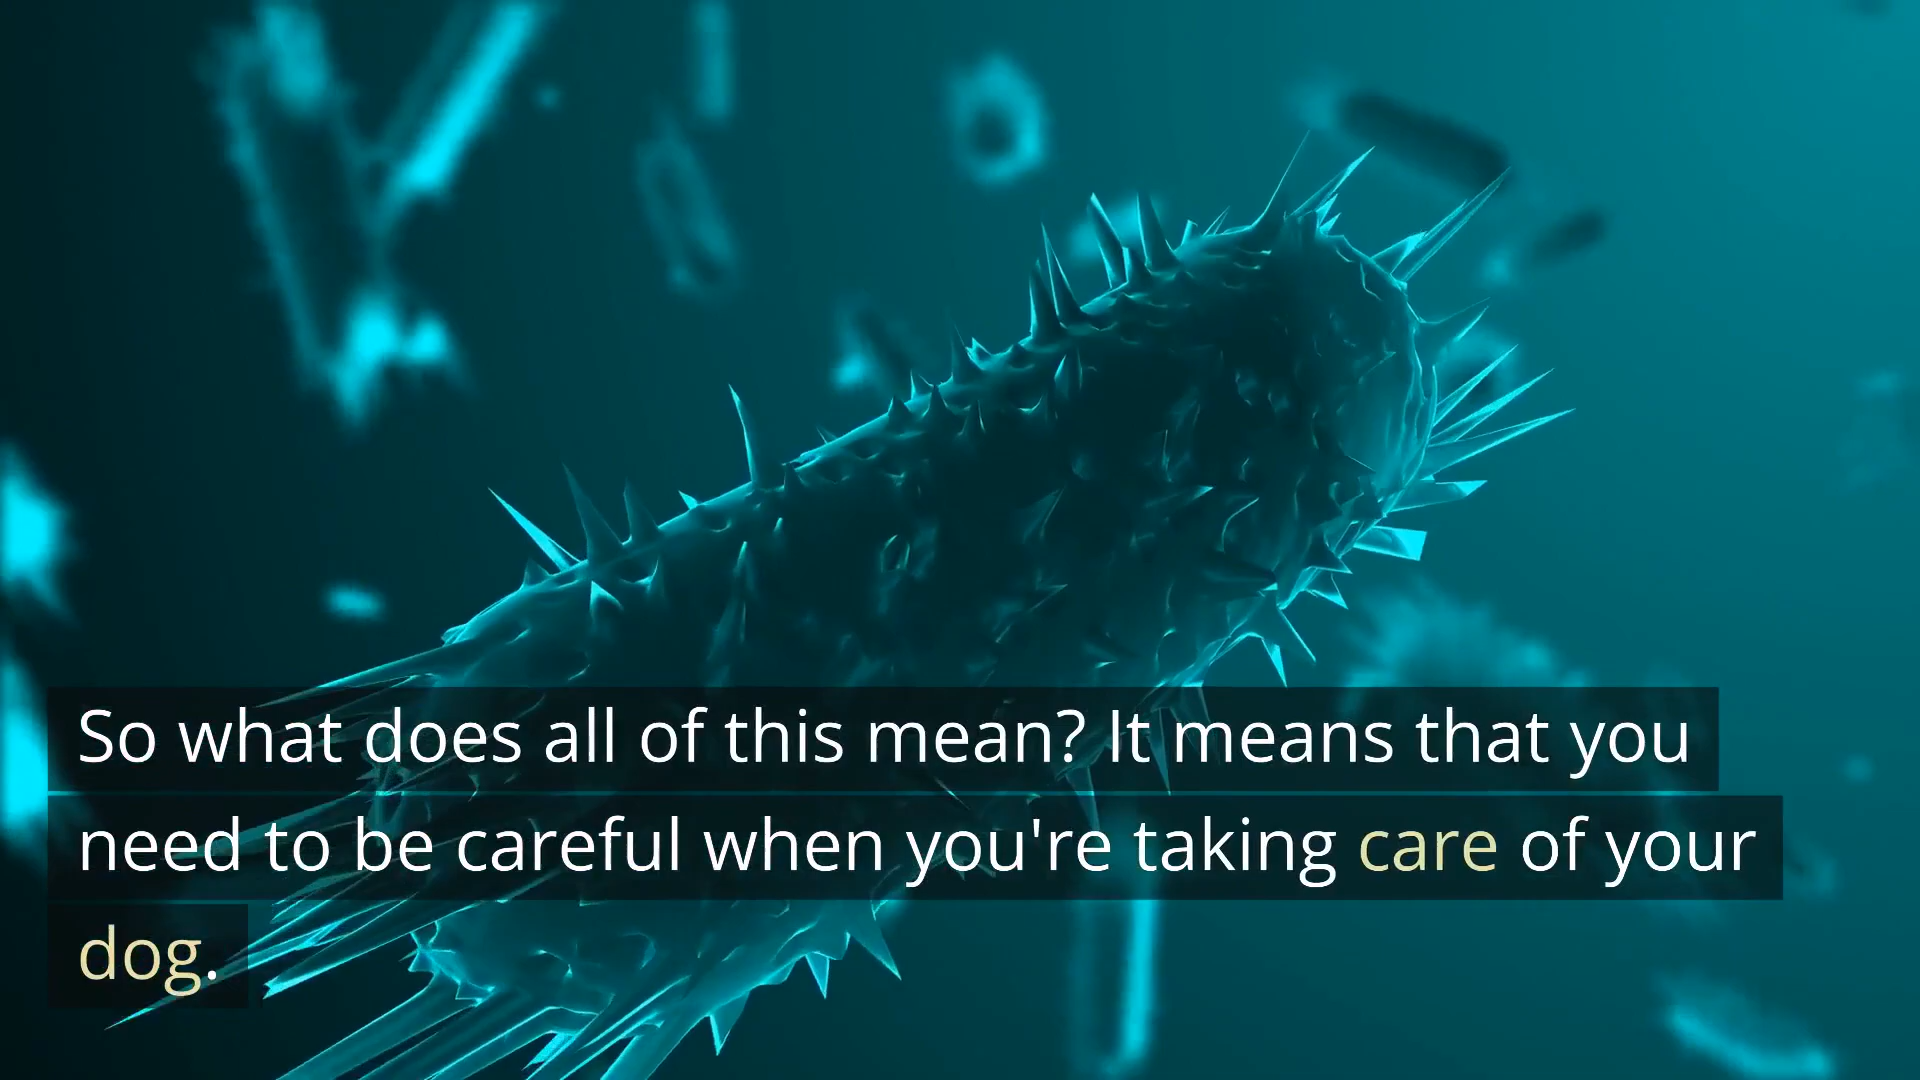 So what does all of this mean? It means that you
need to be careful when you're taking care of your
dog.